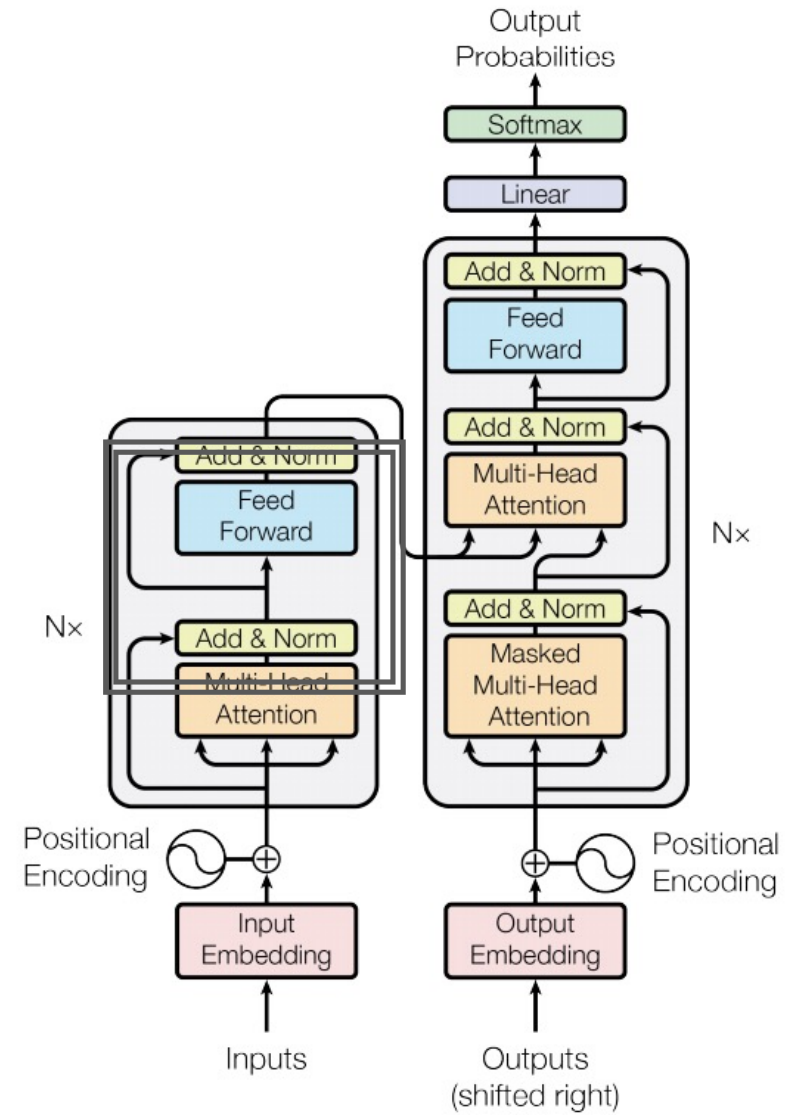 Output
Probabilities
Softmax
Linear
Add & Norm
Feed
Forward
Add & Norm
Multi-Head
Attention
Nx
Add & Norm
Masked
Multi-Head
Attention
Add & Norm
Feed
Forward
Nx
Add & Norm
Multi-Head
Attention
Positional
Encoding
Positional
Encoding
Input
Embedding
Output
Embedding
Inputs
Outputs
(shifted right)